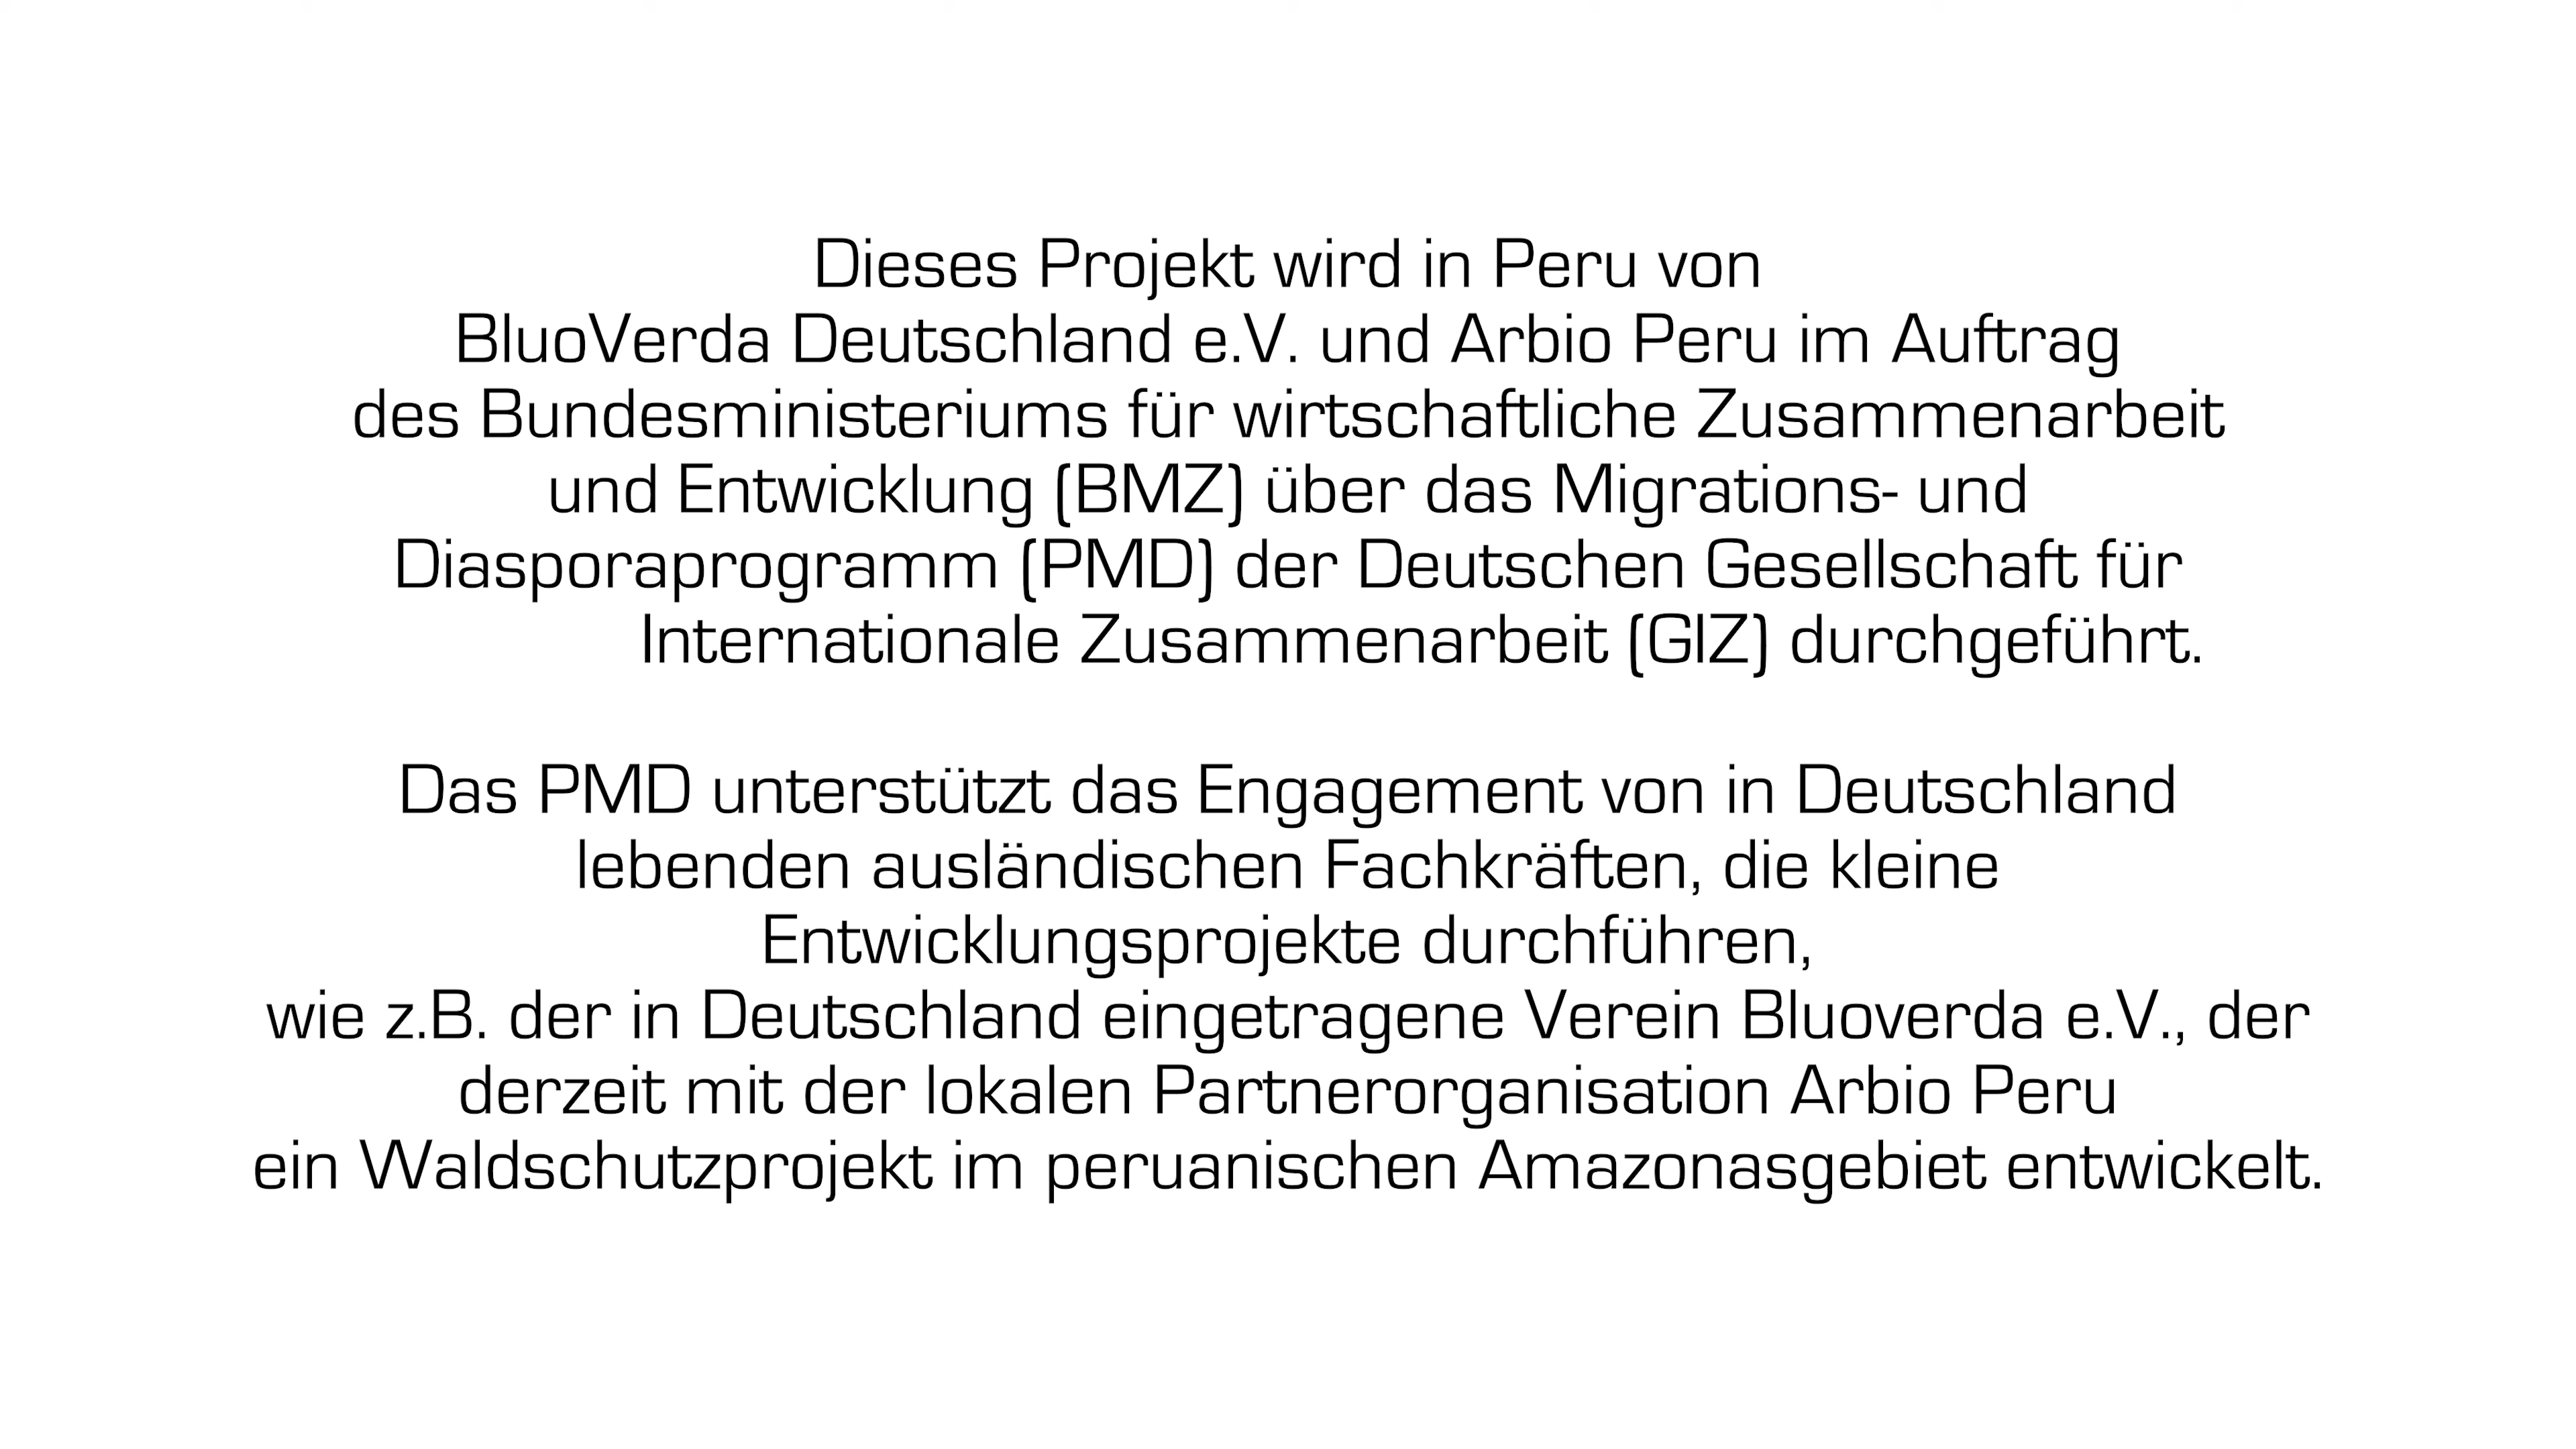 Dieses Projekt wird in Peru von
BluoVerda Deutschland e.V. und Arbio Peru im Auftrag
des Bundesministeriums für wirtschaftliche Zusammenarbeit
und Entwicklung (BMZ) über das Migrations- und
Diasporaprogramm (PMD) der Deutschen Gesellschaft für
Internationale Zusammenarbeit (GIZ) durchgeführt.
Das PMD unterstützt das Engagement von in Deutschland
lebenden ausländischen Fachkräften, die kleine
Entwicklungsprojekte durchführen,
wie z.B. der in Deutschland eingetragene Verein Bluoverda e.V., der
derzeit mit der lokalen Partnerorganisation Arbio Peru
ein Waldschutzprojekt im peruanischen Amazonasgebiet entwickelt.